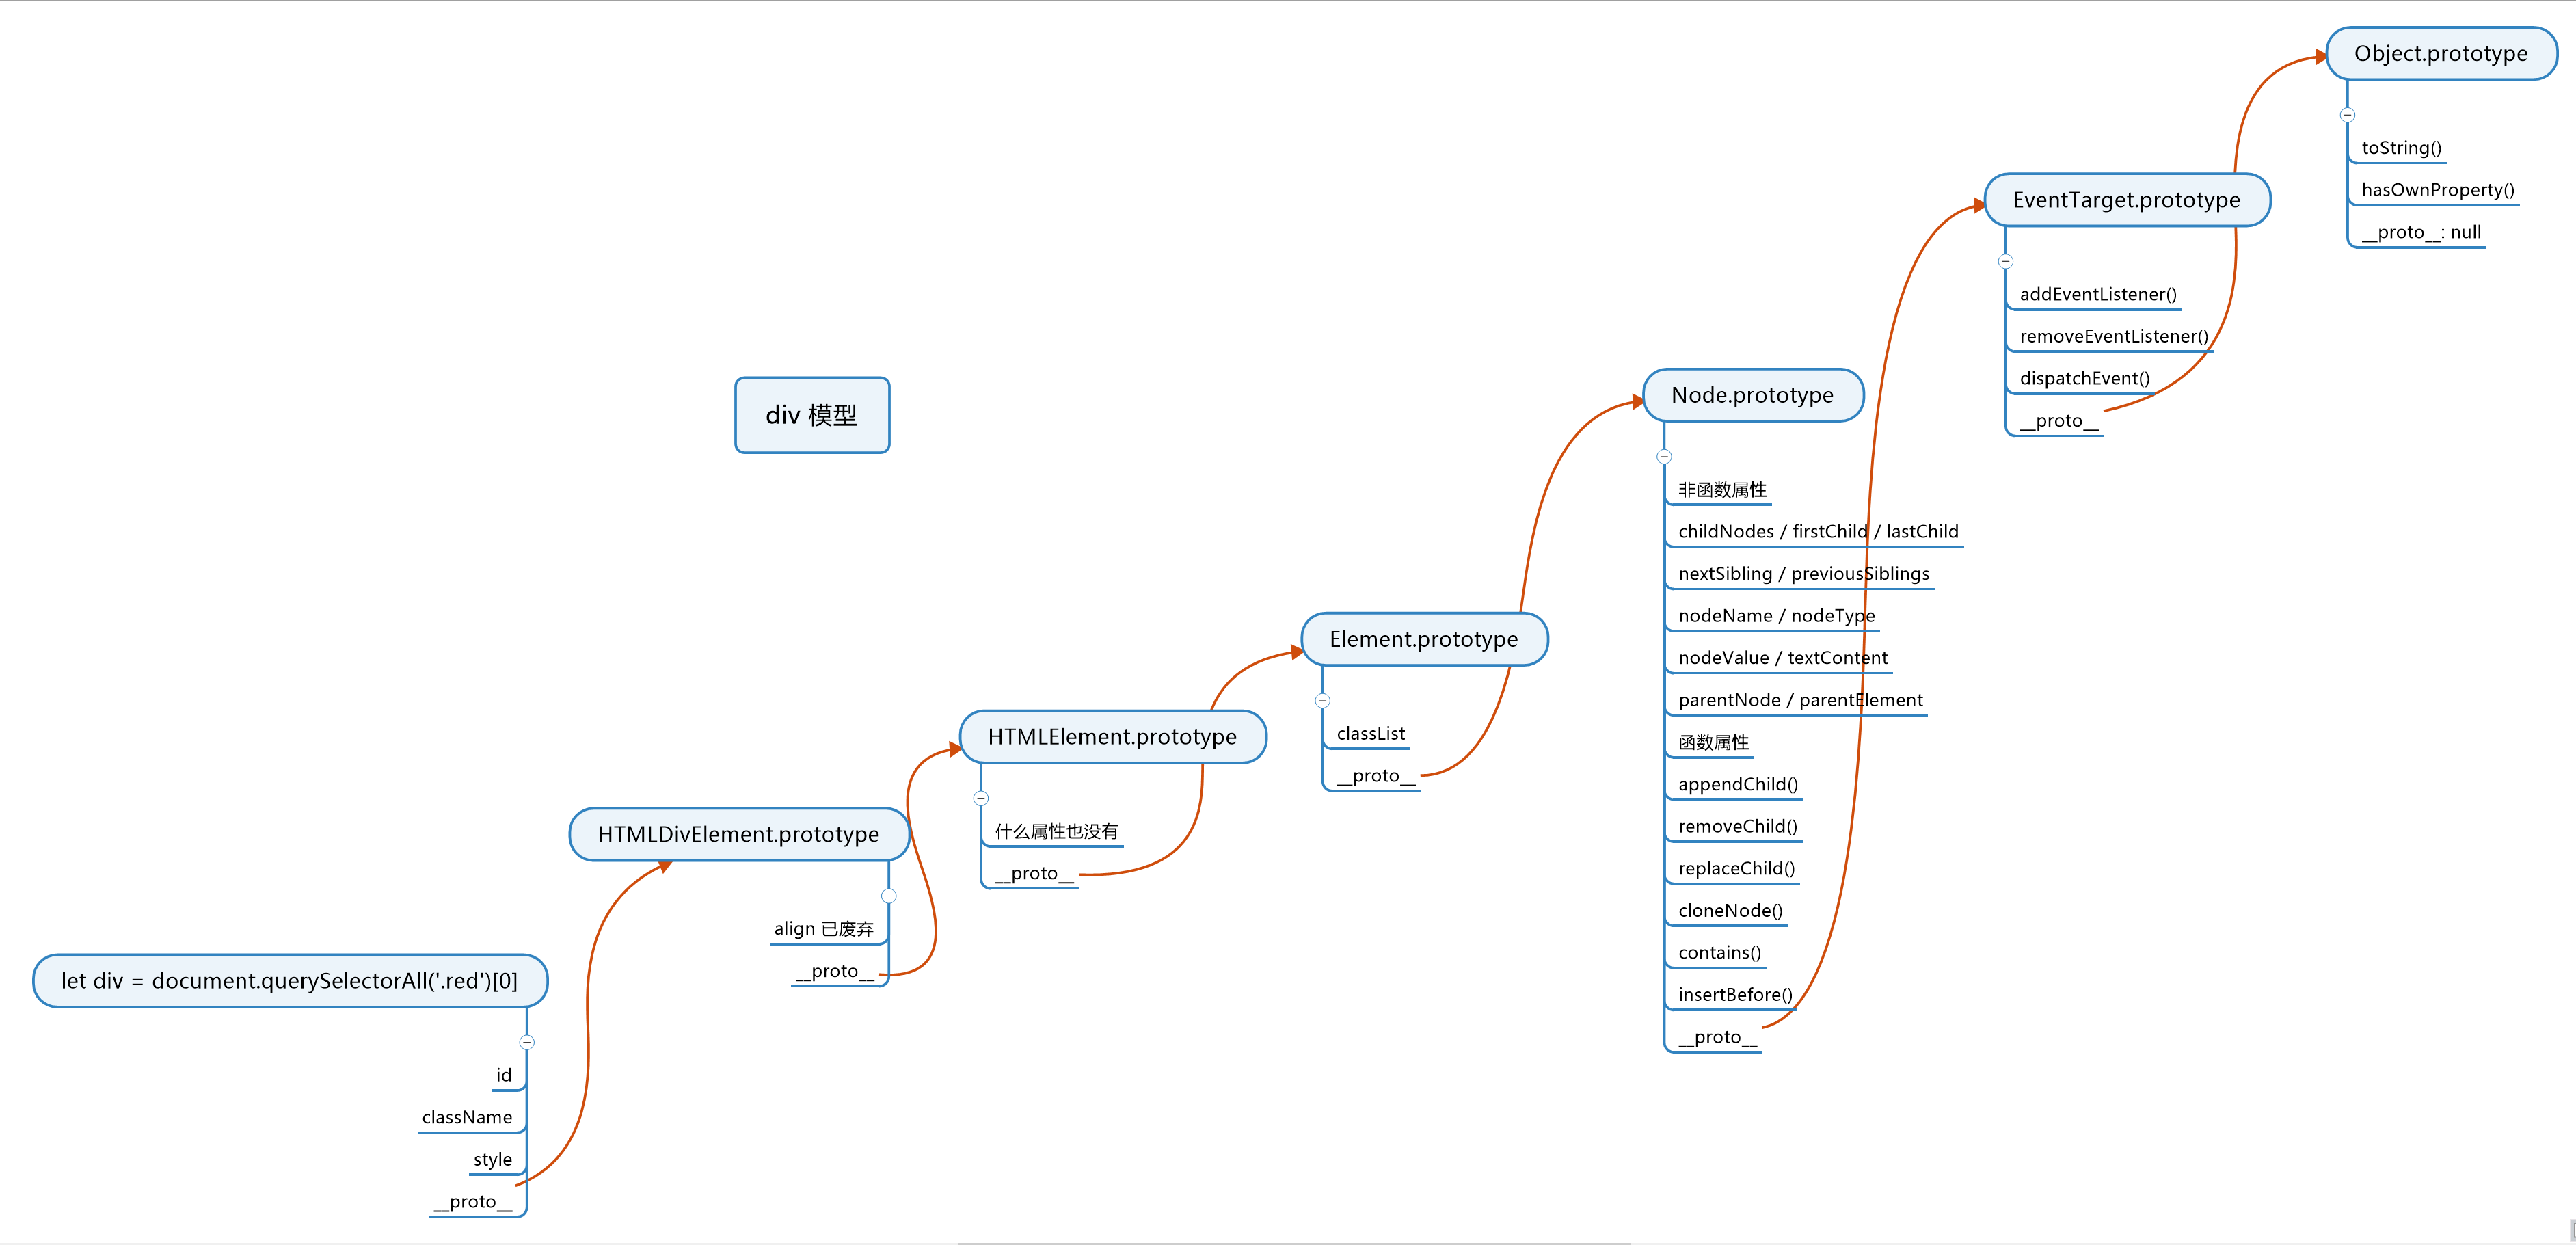 div 模型
let div = document.querySelectorAll('.red')[0]
id
className
style
__proto__
HTMLDivElement.prototype
align 已废弃
__proto__
HTMLElement.prototype
什么属性也没有
__proto__
Element.prototype
classList
__proto__
Node.prototype
非函数属性
childNodes / firstChild / lastChild
nextSibling / previousSiblings
nodeName / nodeType
nodeValue / textContent
parentNode / parentElement
函数属性
appendChild()
removeChild()
replaceChild()
cloneNode()
contains()
insertBefore()
__proto__
EventTarget.prototype
addEventListener()
removeEventListener()
dispatchEvent()
__proto__
Object.prototype
toString()
hasOwnProperty()
__proto__: null